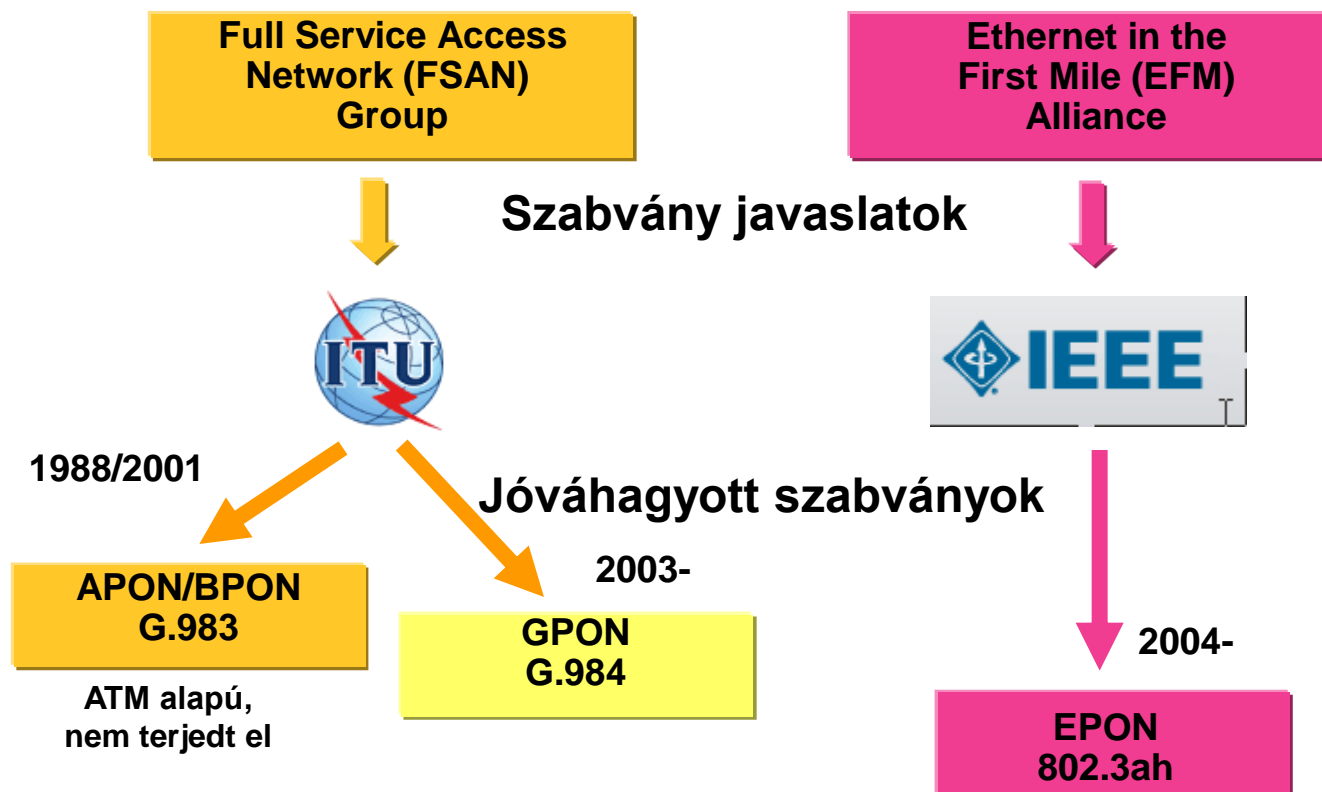 Full Service Access
Network (FSAN)
Group
Ethernet in the
First Mile (EFM)
Alliance
Szabvány javaslatok
ITU
IEEE
1988/2001
Jóváhagyott szabványok
2003-
APON/BPON
G.983
GPON
G.984
2004-
ATM alapú,
nem terjedt el
EPON
802.3ah